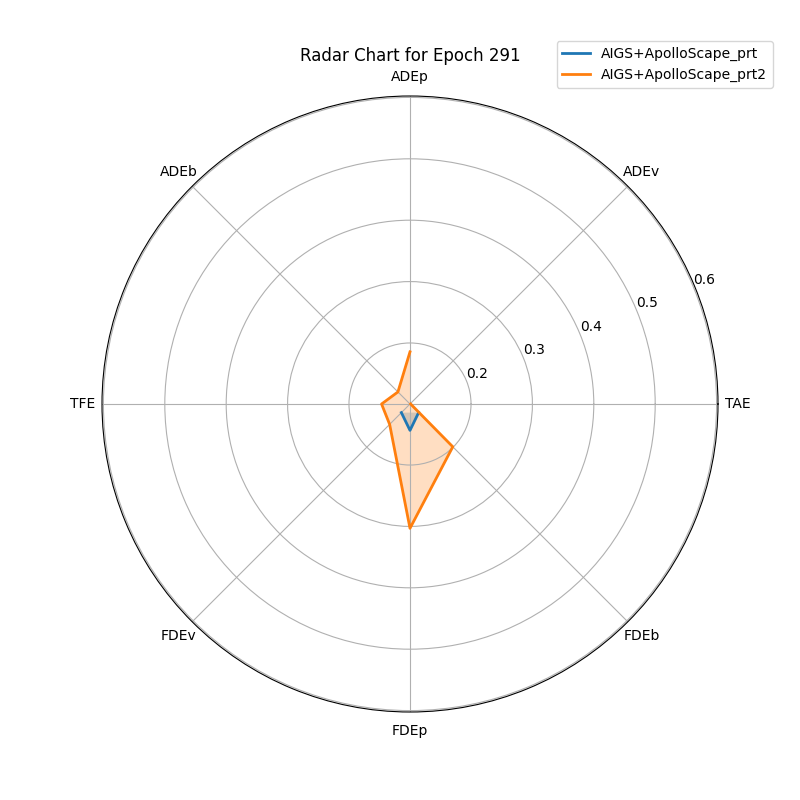 Radar Chart for Epoch 291
AIGS+ApolloScape_prt
AIGS+ApolloScape_prt2
ADEp
ADEb
ADEv
0.6
0.5
0.4
0.3
0.2
TFE
TAE
FDEv
FDEb
FDEp